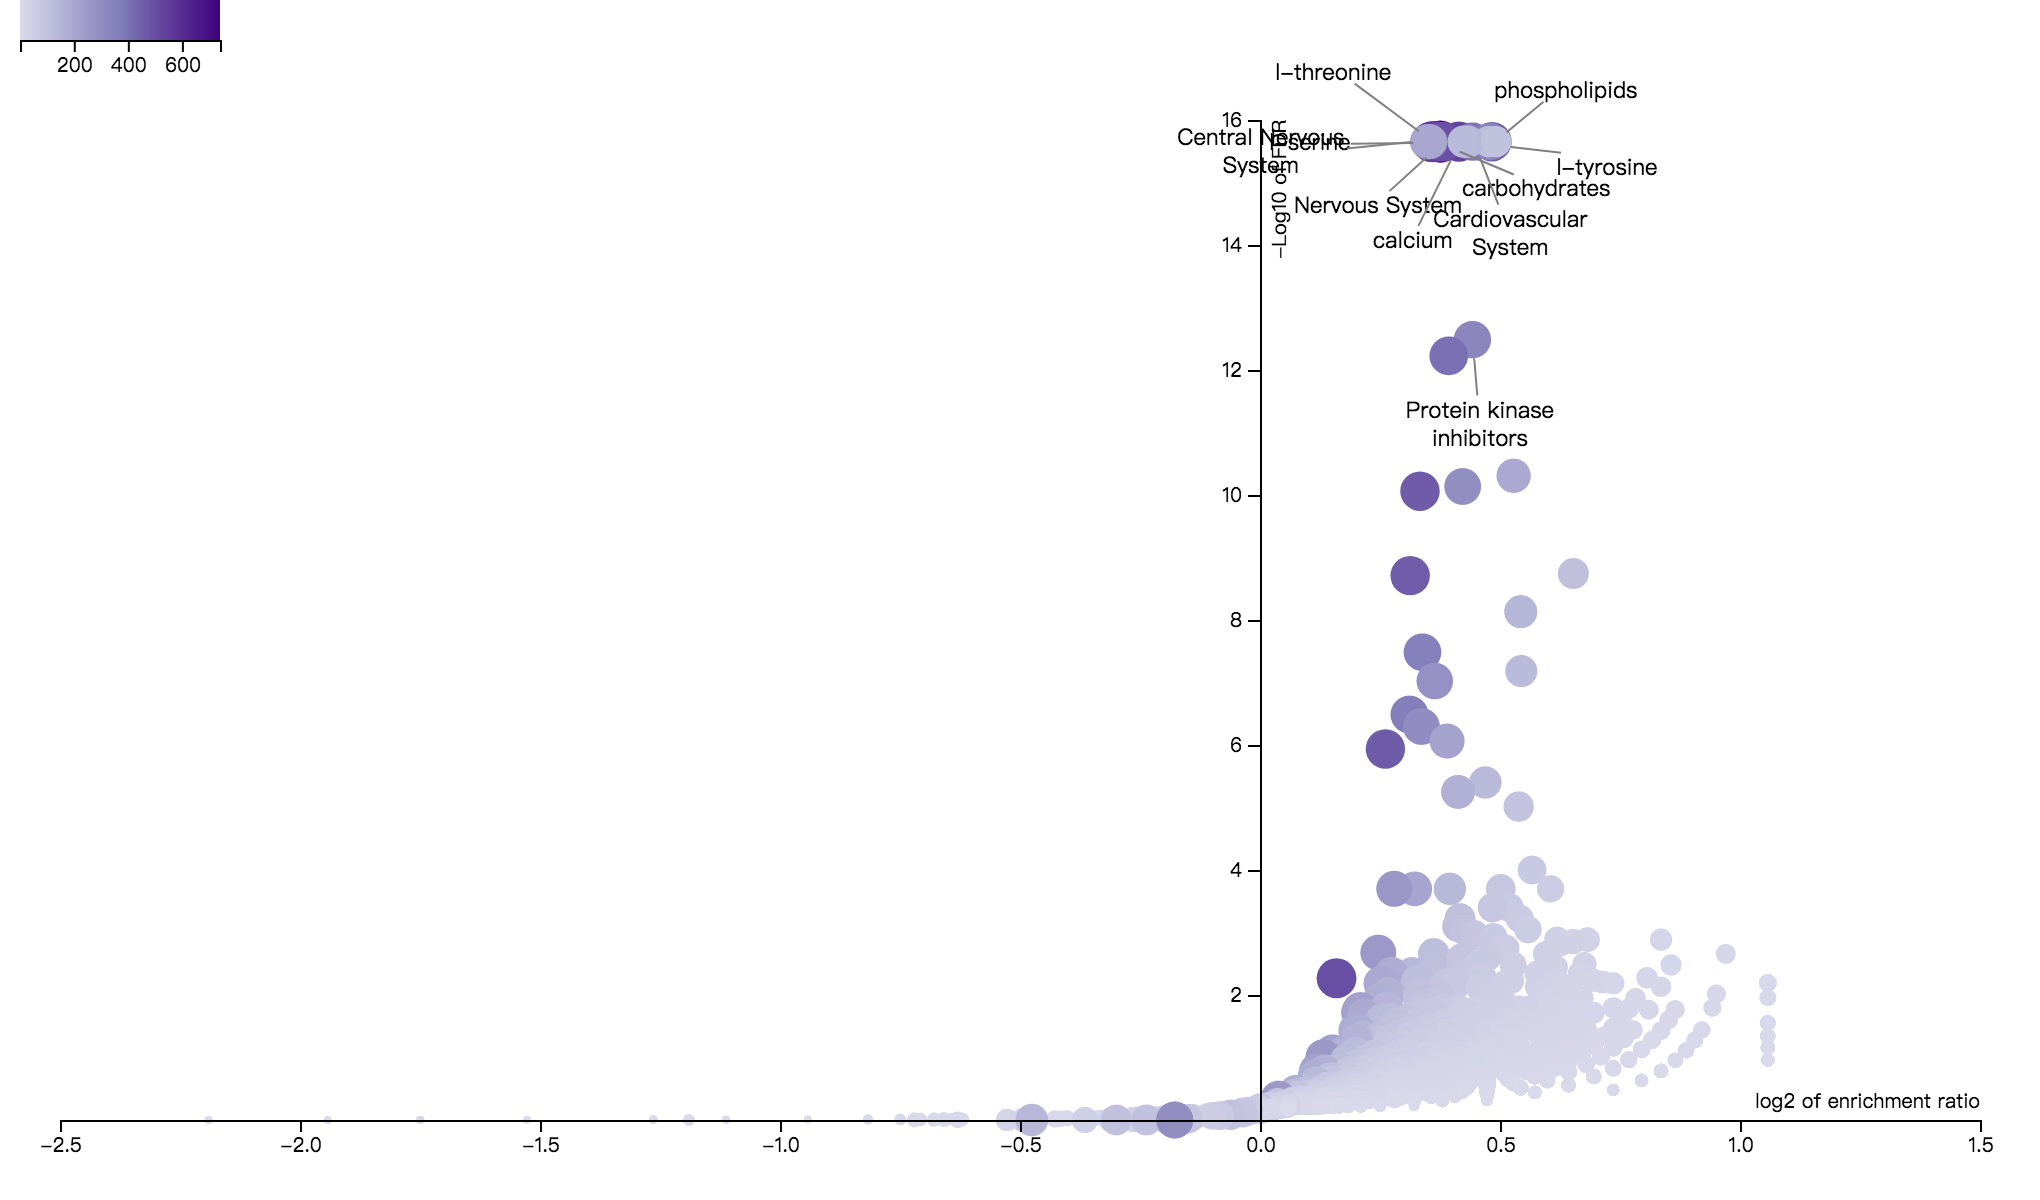 200 400 600
l-threonine
phospholipids
16
Central Nervous
System
l-serine
-Log10 of FDR
l-tyrosine
carbohydrates
Nervous System
Cardiovascular
System
calcium
14
12
Protein kinase
inhibitors
10
8
6
4
2
log2 of enrichment ratio
-2.5 -2.0 -1.5 -1.0 -0.5 0.0 0.5 1.0 1.5